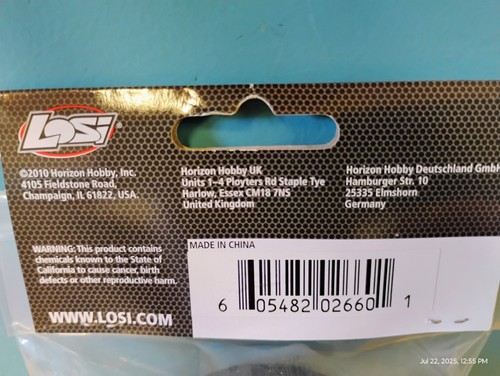 Losi
©2010 Horizon Hobby, Inc.
4105 Fieldstone Road,
Champaign, IL 61822, USA.
Horizon Hobby UK
Units 1–4 Ployters Rd Staple Tye
Harlow, Essex CM18 7NS
United Kingdom
Horizon Hobby Deutschland GmbH
Hamburger Str. 10
25335 Elmshorn
Germany
WARNING: This product contains
chemicals known to the State of
California to cause cancer, birth
defects or other reproductive harm.
WWW.LOSI.COM
MADE IN CHINA
6 05482 02660 1
Jul 22, 2025, 12:55 PM